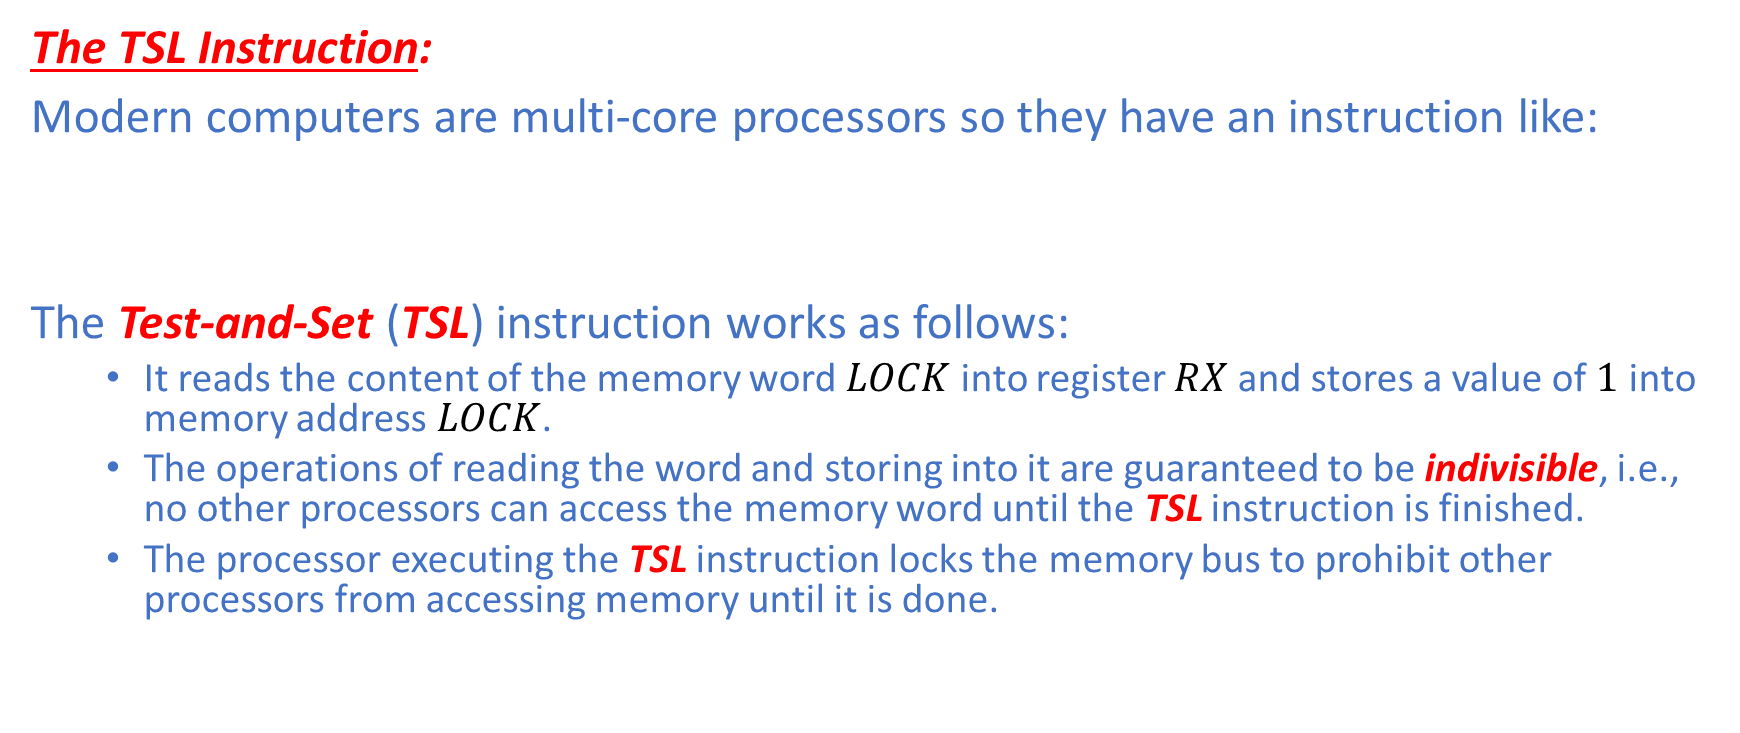 The TSL Instruction:
Modern computers are multi-core processors so they have an instruction like:
The Test-and-Set (TSL) instruction works as follows:
• It reads the content of the memory word LOCK into register RX and stores a value of 1 into
memory address LOCK.
• The operations of reading the word and storing into it are guaranteed to be indivisible, i.e.,
no other processors can access the memory word until the TSL instruction is finished.
• The processor executing the TSL instruction locks the memory bus to prohibit other
processors from accessing memory until it is done.